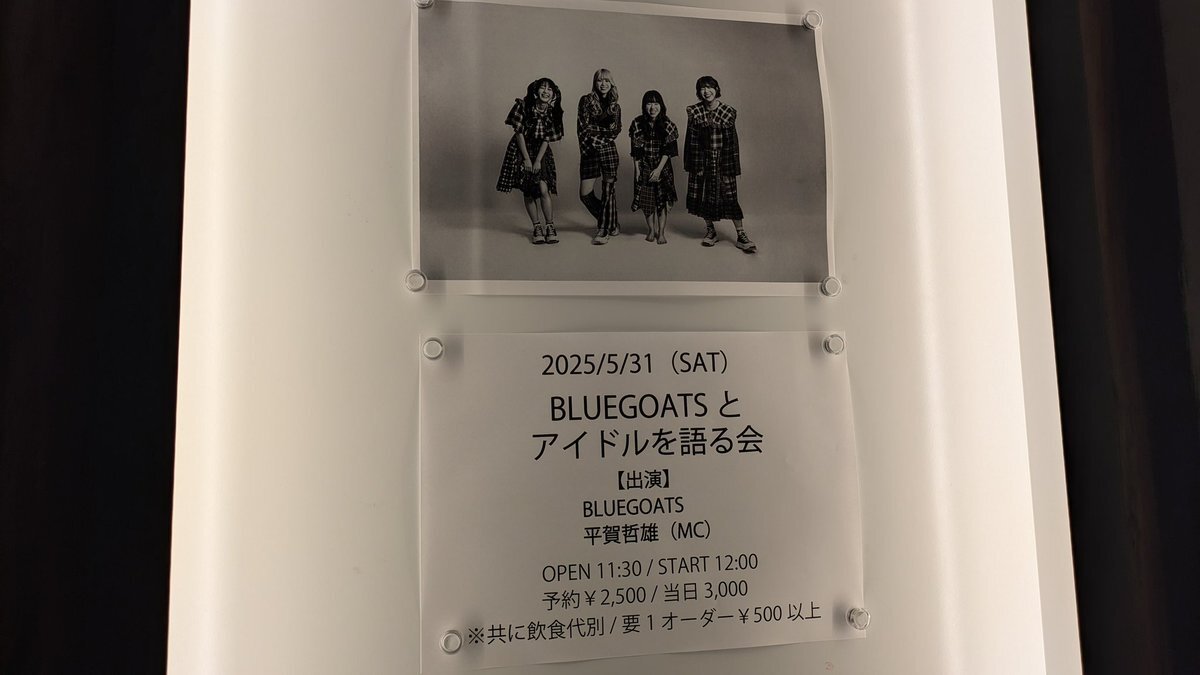 2025/5/31（SAT）
BLUEGOATS と
アイドルを語る会
【出演】
BLUEGOATS
平賀哲雄（MC）
OPEN 11:30 / START 12:00
予約￥2,500 / 当日 3,000
※共に飲食代別 / 要 1 オーダー￥500 以上